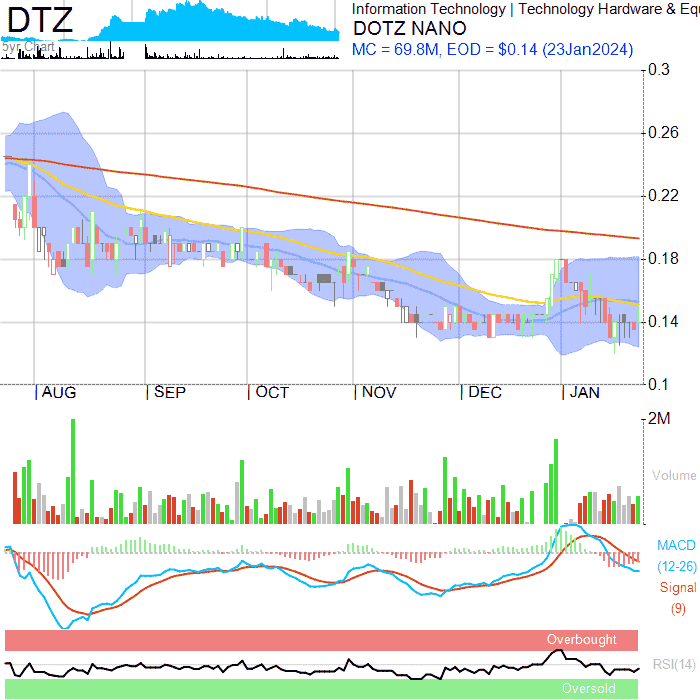 DTZ
5yr Chart
Information Technology | Technology Hardware & Equ
DOTZ NANO
MC = 69.8M, EOD = $0.14 (23Jan2024)
0.3
0.26
0.22
0.18
0.14
0.1
AUG SEP OCT NOV DEC JAN
2M
Volume
MACD
(12-26)
Signal
(9)
Overbought
RSI(14)
Oversold